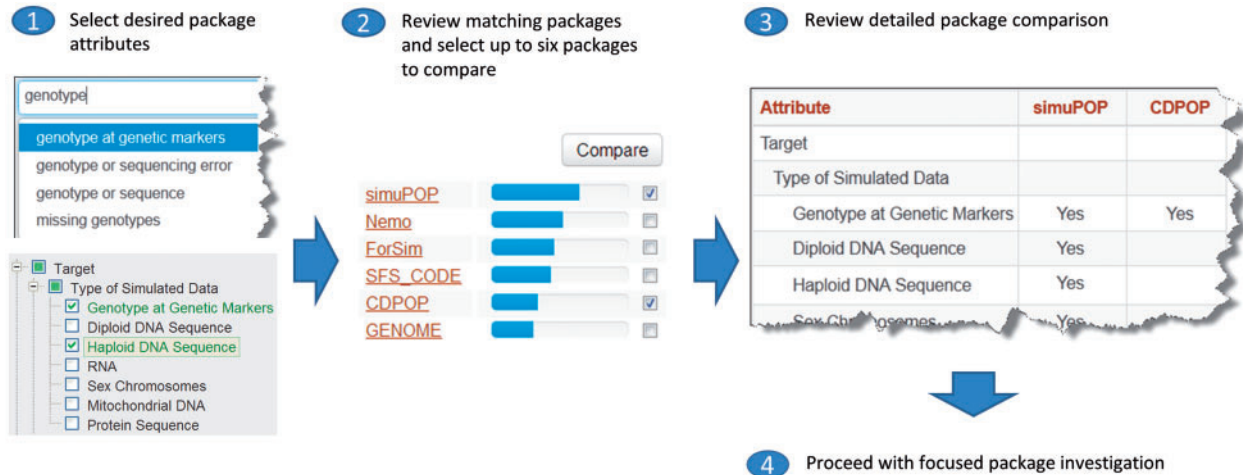 1 Select desired package
attributes
genotype
genotype at genetic markers
genotype or sequencing error
genotype or sequence
missing genotypes
Target
Type of Simulated Data
Genotype at Genetic Markers
Diploid DNA Sequence
Haploid DNA Sequence
RNA
Sex Chromosomes
Mitochondrial DNA
Protein Sequence
2 Review matching packages
and select up to six packages
to compare
Compare
simuPOP
Nemo
ForSim
SFS_CODE
CDPOP
GENOME
3 Review detailed package comparison
Attribute simuPOP CDPOP
Target
Type of Simulated Data
Genotype at Genetic Markers Yes Yes
Diploid DNA Sequence Yes
Haploid DNA Sequence Yes
Sex Chromosomes Yes
4 Proceed with focused package investigation